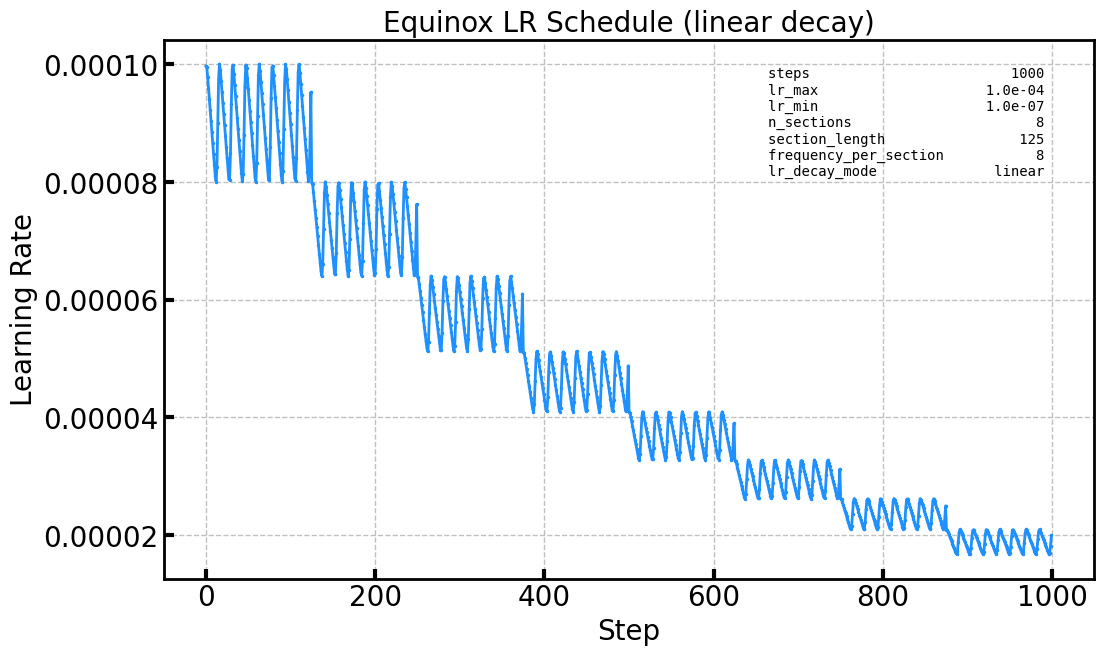 Equinox LR Schedule (linear decay)
steps 1000
lr_max 1.0e-04
lr_min 1.0e-07
n_sections 8
section_length 125
frequency_per_section 8
lr_decay_mode linear
Learning Rate
0.00010
0.00008
0.00006
0.00004
0.00002
0 200 400 600 800 1000
Step